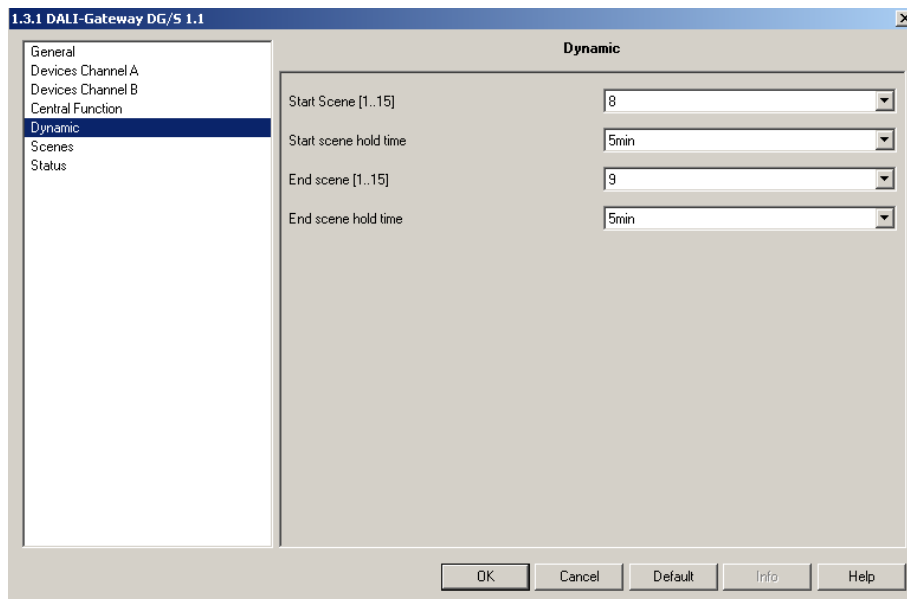 1.3.1 DALI-Gateway DG/S 1.1
General
Devices Channel A
Devices Channel B
Central Function
Dynamic
Scenes
Status
Dynamic
Start Scene [1..15] 8
Start scene hold time 5min
End scene [1..15] 9
End scene hold time 5min
OK Cancel Default Info Help